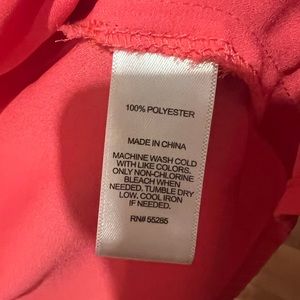 100% POLYESTER
MADE IN CHINA
MACHINE WASH COLD
WITH LIKE COLORS.
ONLY NON-CHLORINE
BLEACH WHEN
NEEDED. TUMBLE DRY
LOW. COOL IRON
IF NEEDED.
RN# 55285